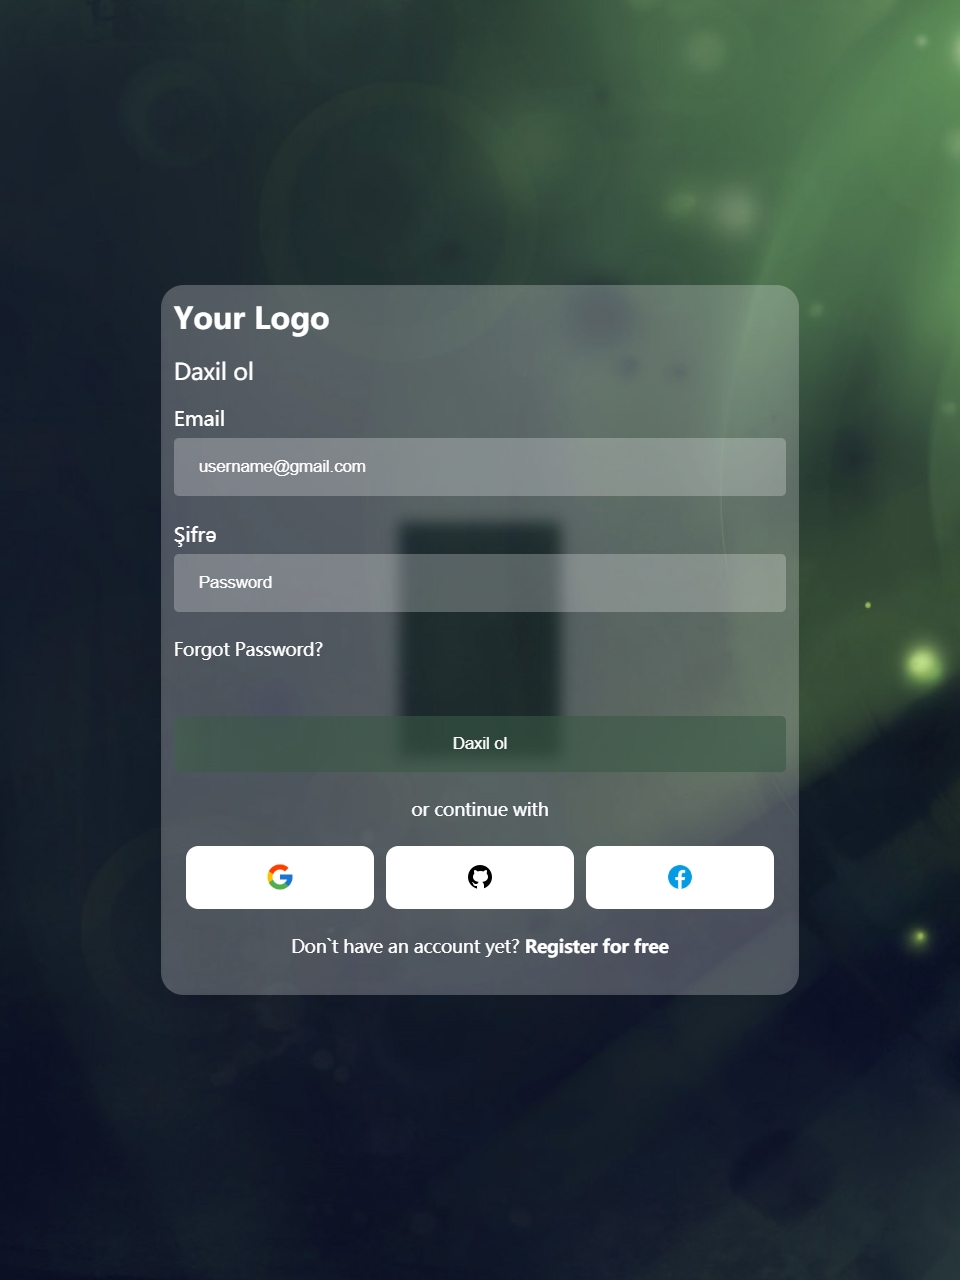 Your Logo
Daxil ol
Email
username@gmail.com
Şifrə
Password
Forgot Password?
Daxil ol
or continue with
Don`t have an account yet? Register for free